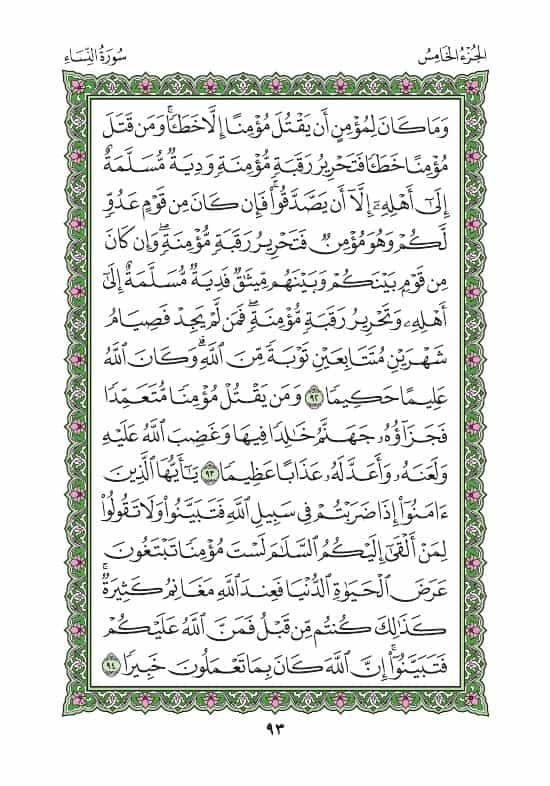 الجُزْءُ الخَامِسُ
سُورَةُ النِّسَاءِ
وَمَا كَانَ لِمُؤْمِنٍ أَن يَقْتُلَ مُؤْمِنًا إِلَّا خَطَـًٔا ۚ وَمَن قَتَلَ
مُؤْمِنًا خَطَـًٔا فَتَحْرِيرُ رَقَبَةٍ مُّؤْمِنَةٍ وَدِيَةٌ مُّسَلَّمَةٌ
إِلَىٰٓ أَهْلِهِۦٓ إِلَّآ أَن يَصَّدَّقُوا۟ ۚ فَإِن كَانَ مِن قَوْمٍ عَدُوٍّ
لَّكُمْ وَهُوَ مُؤْمِنٌ فَتَحْرِيرُ رَقَبَةٍ مُّؤْمِنَةٍ ۖ وَإِن كَانَ
مِن قَوْمٍۭ بَيْنَكُمْ وَبَيْنَهُم مِّيثَـٰقٌ فَدِيَةٌ مُّسَلَّمَةٌ إِلَىٰٓ
أَهْلِهِۦ وَتَحْرِيرُ رَقَبَةٍ مُّؤْمِنَةٍ ۖ فَمَن لَّمْ يَجِدْ فَصِيَامُ
شَهْرَيْنِ مُتَتَابِعَيْنِ تَوْبَةً مِّنَ ٱللَّهِ ۗ وَكَانَ ٱللَّهُ
عَلِيمًا حَكِيمًا ٩٢ وَمَن يَقْتُلْ مُؤْمِنًا مُّتَعَمِّدًا
فَجَزَآؤُهُۥ جَهَنَّمُ خَـٰلِدًا فِيهَا وَغَضِبَ ٱللَّهُ عَلَيْهِ
وَلَعَنَهُۥ وَأَعَدَّ لَهُۥ عَذَابًا عَظِيمًا ٩٣ يَـٰٓأَيُّهَا ٱلَّذِينَ
ءَامَنُوٓا۟ إِذَا ضَرَبْتُمْ فِى سَبِيلِ ٱللَّهِ فَتَبَيَّنُوا۟ وَلَا تَقُولُوا۟
لِمَنْ أَلْقَىٰٓ إِلَيْكُمُ ٱلسَّلَـٰمَ لَسْتَ مُؤْمِنًا تَبْتَغُونَ
عَرَضَ ٱلْحَيَوٰةِ ٱلدُّنْيَا فَعِندَ ٱللَّهِ مَغَانِمُ كَثِيرَةٌ ۚ
كَذَٰلِكَ كُنتُم مِّن قَبْلُ فَمَنَّ ٱللَّهُ عَلَيْكُمْ
فَتَبَيَّنُوٓا۟ ۚ إِنَّ ٱللَّهَ كَانَ بِمَا تَعْمَلُونَ خَبِيرًا ٩٤
٩٣